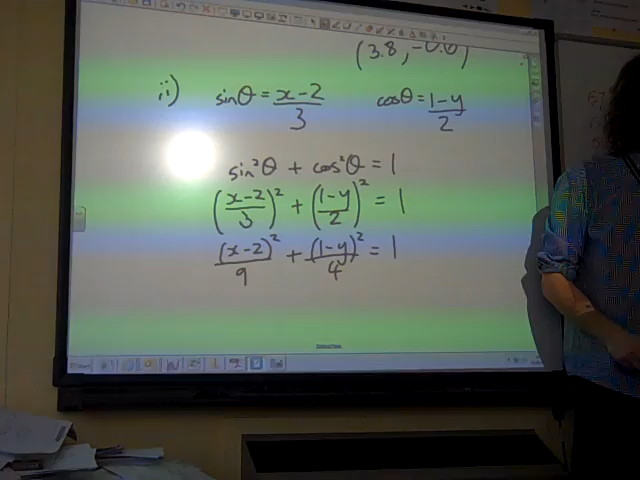 (3.8, -0.6)
ii) sinθ = x-2/3 cosθ = 1-y/2
sin²θ + cos²θ = 1
(x-2/3)² + (1-y/2)² = 1
(x-2)²/9 + (1-y)²/4 = 1